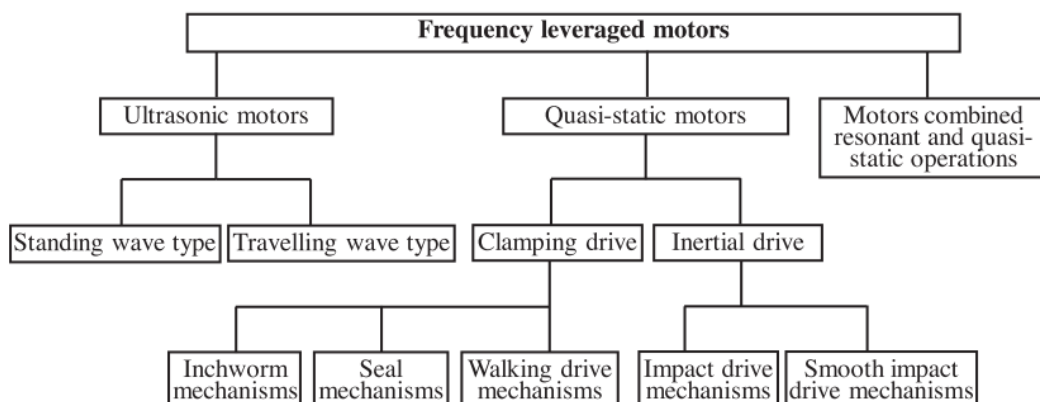 Frequency leveraged motors
Ultrasonic motors
Quasi-static motors
Motors combined
resonant and quasi-
static operations
Standing wave type
Travelling wave type
Clamping drive
Inertial drive
Inchworm
mechanisms
Seal
mechanisms
Walking drive
mechanisms
Impact drive
mechanisms
Smooth impact
drive mechanisms